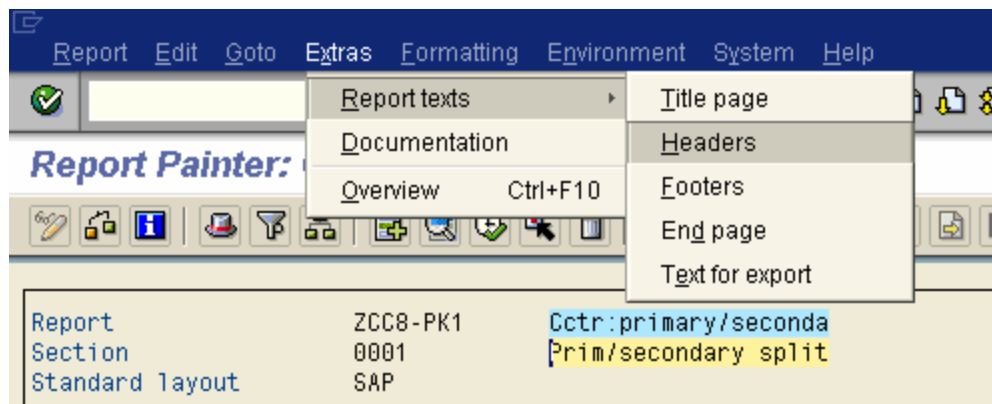 Report Edit Goto Extras Formatting Environment System Help
Report texts
Title page
Documentation
Headers
Report Painter:
Overview Ctrl+F10
Footers
End page
Text for export
Report ZCC8-PK1 Cctr:primary/seconda
Section 0001 Prim/secondary split
Standard layout SAP